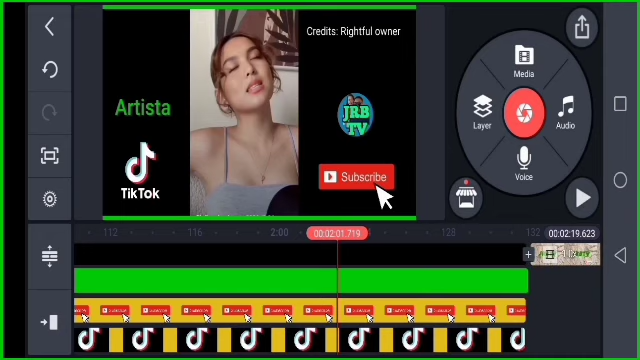 Credits: Rightful owner
Artista
JRB
TV
TikTok
Subscribe
Media
Layer
Audio
Voice
112
116
2:00
00:02:01.719
128
132
00:02:19.623